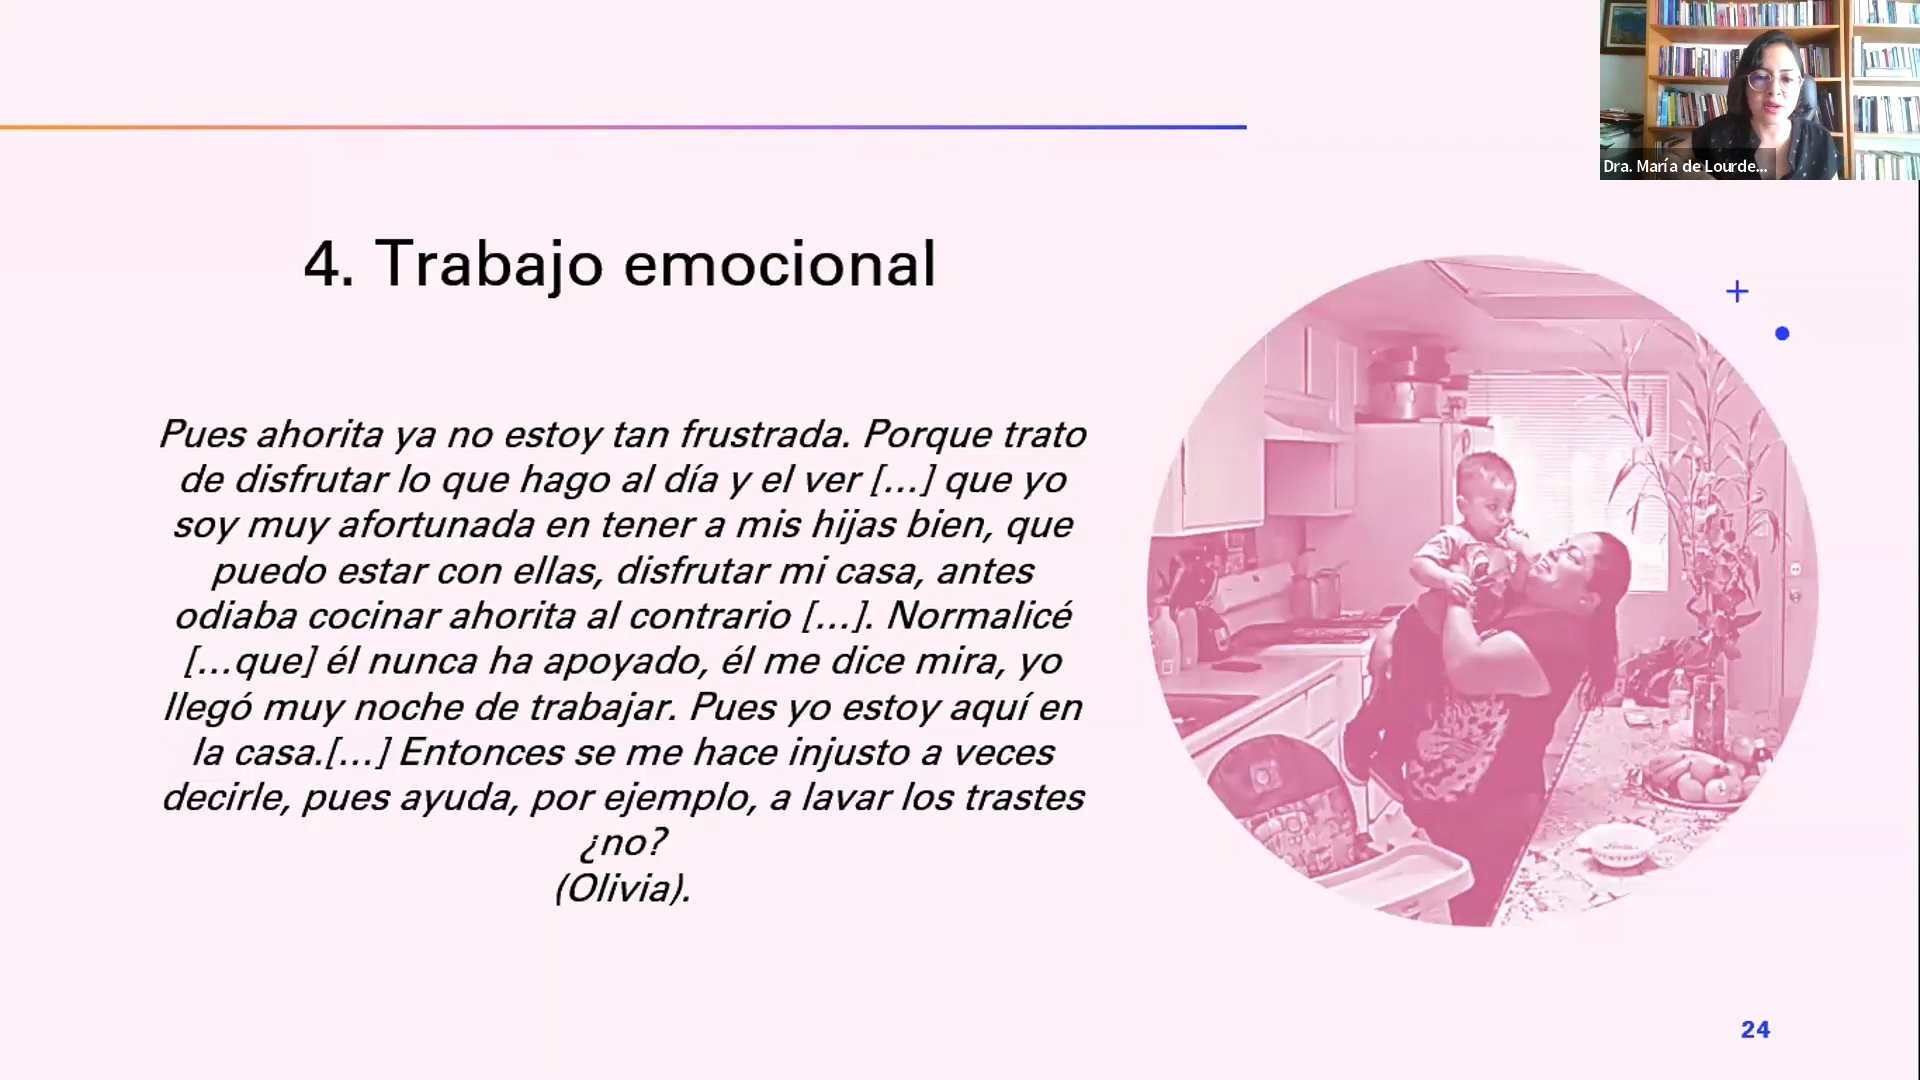 Dra. María de Lourde...
4. Trabajo emocional
Pues ahorita ya no estoy tan frustrada. Porque trato
de disfrutar lo que hago al día y el ver [...] que yo
soy muy afortunada en tener a mis hijas bien, que
puedo estar con ellas, disfrutar mi casa, antes
odiaba cocinar ahorita al contrario [...]. Normalicé
[...que] él nunca ha apoyado, él me dice mira, yo
llegó muy noche de trabajar. Pues yo estoy aquí en
la casa.[...] Entonces se me hace injusto a veces
decirle, pues ayuda, por ejemplo, a lavar los trastes
¿no?
(Olivia).
24